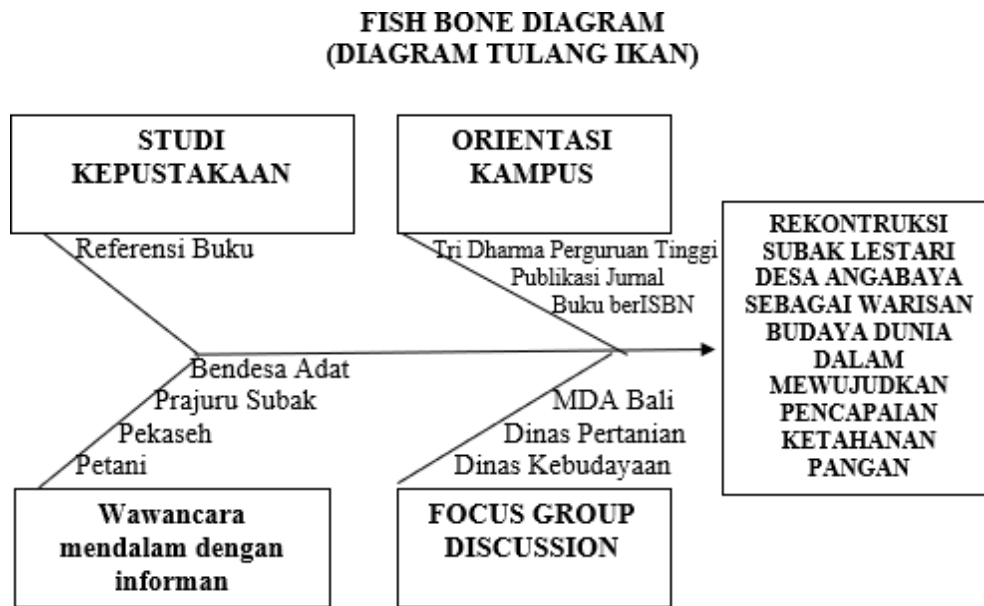 FISH BONE DIAGRAM
(DIAGRAM TULANG IKAN)
STUDI
KEPUSTAKAAN
ORIENTASI
KAMPUS
Referensi Buku
Tri Dharma Perguruan Tinggi
Publikasi Jurnal
Buku berISBN
REKONTRUKSI
SUBAK LESTARI
DESA ANGABAYA
SEBAGAI WARISAN
BUDAYA DUNIA
DALAM
MEWUJUDKAN
PENCAPAIAN
KETAHANAN
PANGAN
Bendesa Adat
Prajuru Subak
Pekaseh
Petani
MDA Bali
Dinas Pertanian
Dinas Kebudayaan
Wawancara
mendalam dengan
informan
FOCUS GROUP
DISCUSSION